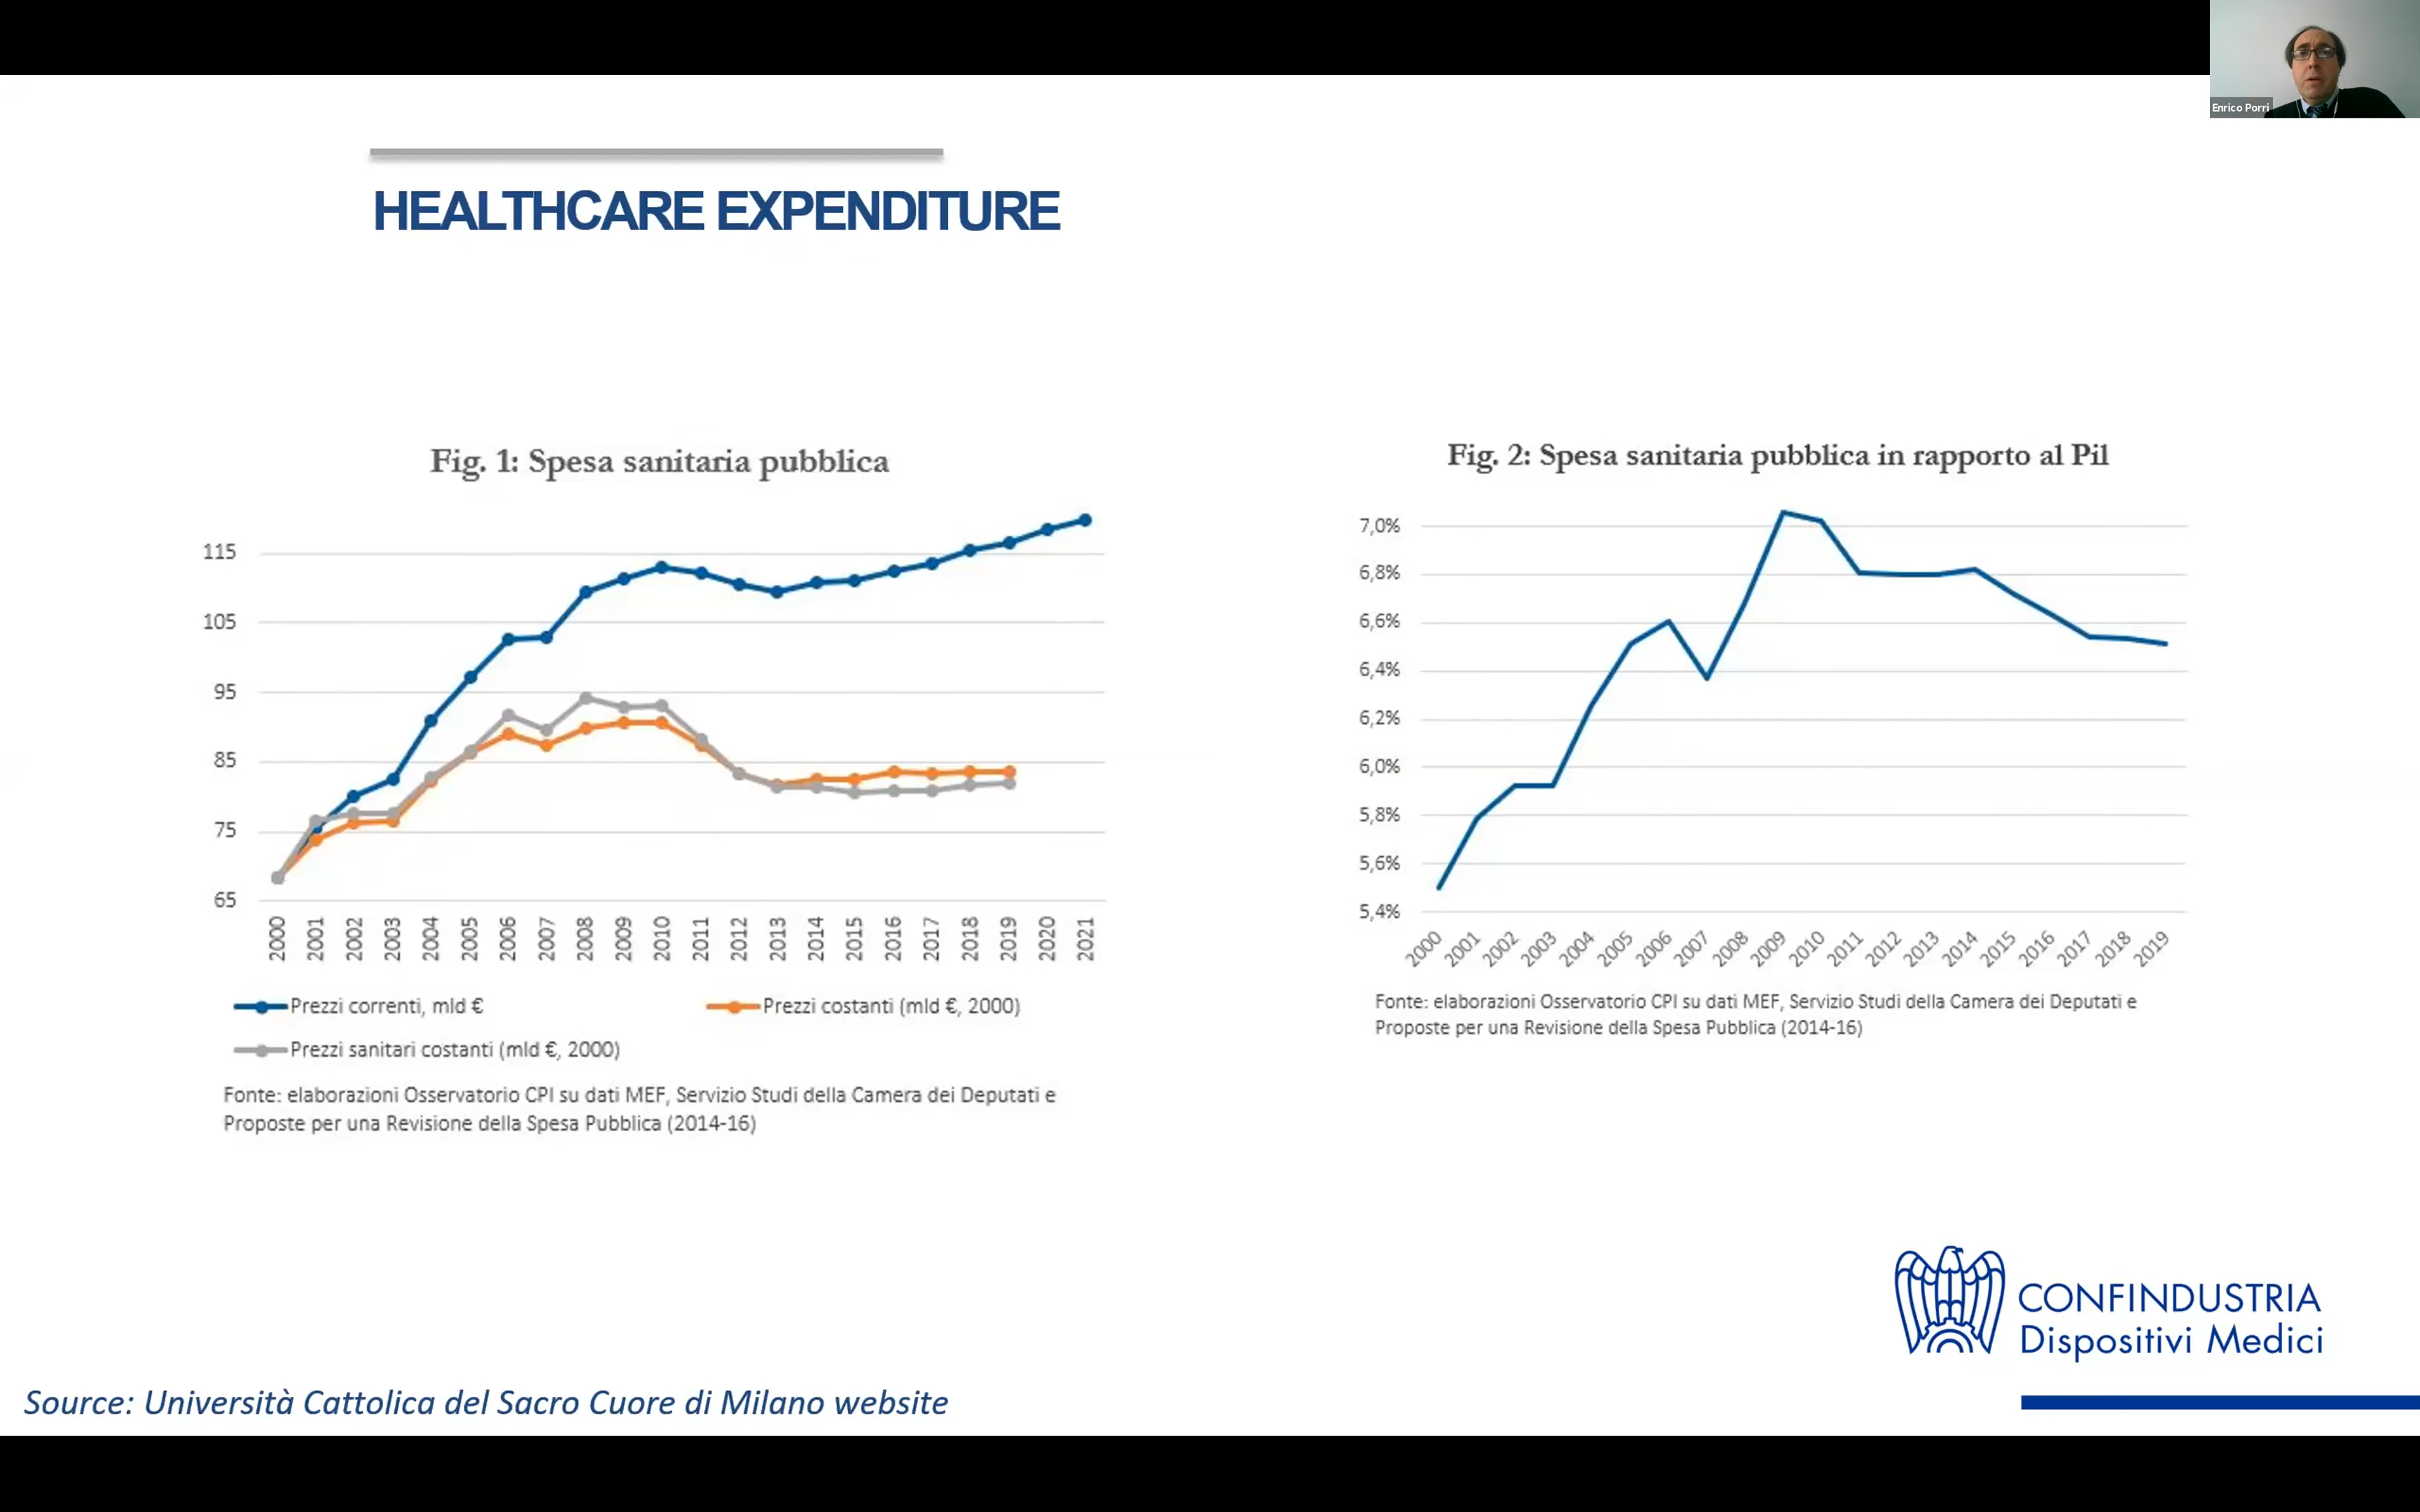 Enrico Porri
HEALTHCARE EXPENDITURE
Fig. 1: Spesa sanitaria pubblica
115
105
95
85
75
65
2000 2001 2002 2003 2004 2005 2006 2007 2008 2009 2010 2011 2012 2013 2014 2015 2016 2017 2018 2019 2020 2021
Prezzi correnti, mld € Prezzi costanti (mld €, 2000)
Prezzi sanitari costanti (mld €, 2000)
Fonte: elaborazioni Osservatorio CPI su dati MEF, Servizio Studi della Camera dei Deputati e
Proposte per una Revisione della Spesa Pubblica (2014-16)
Fig. 2: Spesa sanitaria pubblica in rapporto al Pil
7,0%
6,8%
6,6%
6,4%
6,2%
6,0%
5,8%
5,6%
5,4%
2000 2001 2002 2003 2004 2005 2006 2007 2008 2009 2010 2011 2012 2013 2014 2015 2016 2017 2018 2019
Fonte: elaborazioni Osservatorio CPI su dati MEF, Servizio Studi della Camera dei Deputati e
Proposte per una Revisione della Spesa Pubblica (2014-16)
CONFINDUSTRIA
Dispositivi Medici
Source: Università Cattolica del Sacro Cuore di Milano website